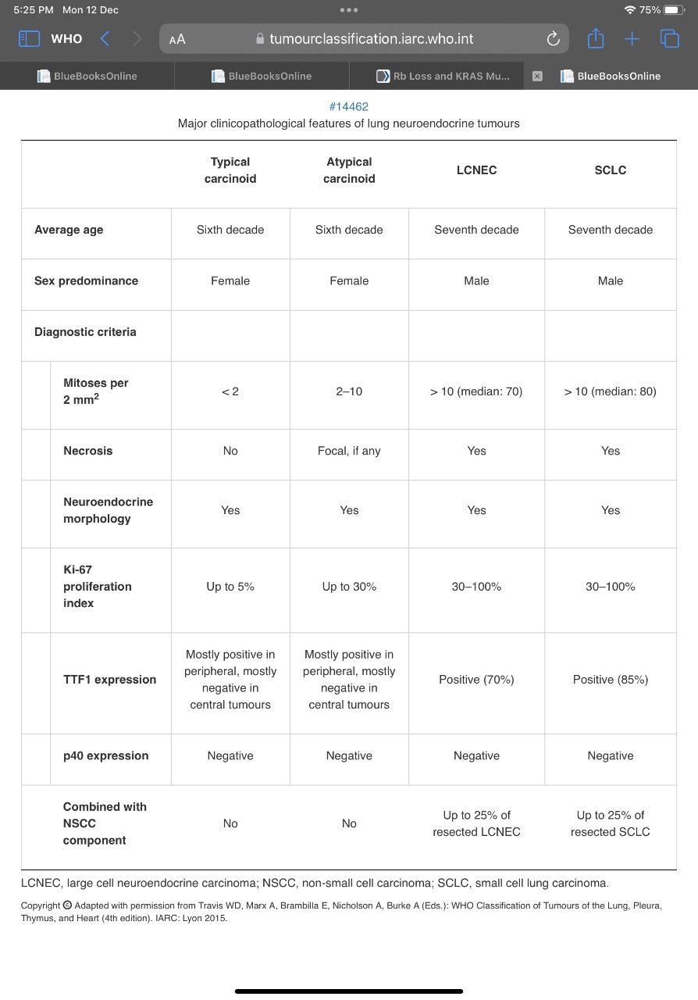 5:25 PM Mon 12 Dec
75%
WHO
AA
tumourclassification.iarc.who.int
BlueBooksOnline
BlueBooksOnline
Rb Loss and KRAS Mu...
BlueBooksOnline
#14462
Major clinicopathological features of lung neuroendocrine tumours
Typical carcinoid Atypical carcinoid LCNEC SCLC
Average age Sixth decade Sixth decade Seventh decade Seventh decade
Sex predominance Female Female Male Male
Diagnostic criteria
Mitoses per 2 mm² < 2 2–10 > 10 (median: 70) > 10 (median: 80)
Necrosis No Focal, if any Yes Yes
Neuroendocrine morphology Yes Yes Yes Yes
Ki-67 proliferation index Up to 5% Up to 30% 30–100% 30–100%
TTF1 expression Mostly positive in peripheral, mostly negative in central tumours Mostly positive in peripheral, mostly negative in central tumours Positive (70%) Positive (85%)
p40 expression Negative Negative Negative Negative
Combined with NSCC component No No Up to 25% of resected LCNEC Up to 25% of resected SCLC
LCNEC, large cell neuroendocrine carcinoma; NSCC, non-small cell carcinoma; SCLC, small cell lung carcinoma.
Copyright © Adapted with permission from Travis WD, Marx A, Brambilla E, Nicholson A, Burke A (Eds.): WHO Classification of Tumours of the Lung, Pleura,
Thymus, and Heart (4th edition). IARC: Lyon 2015.